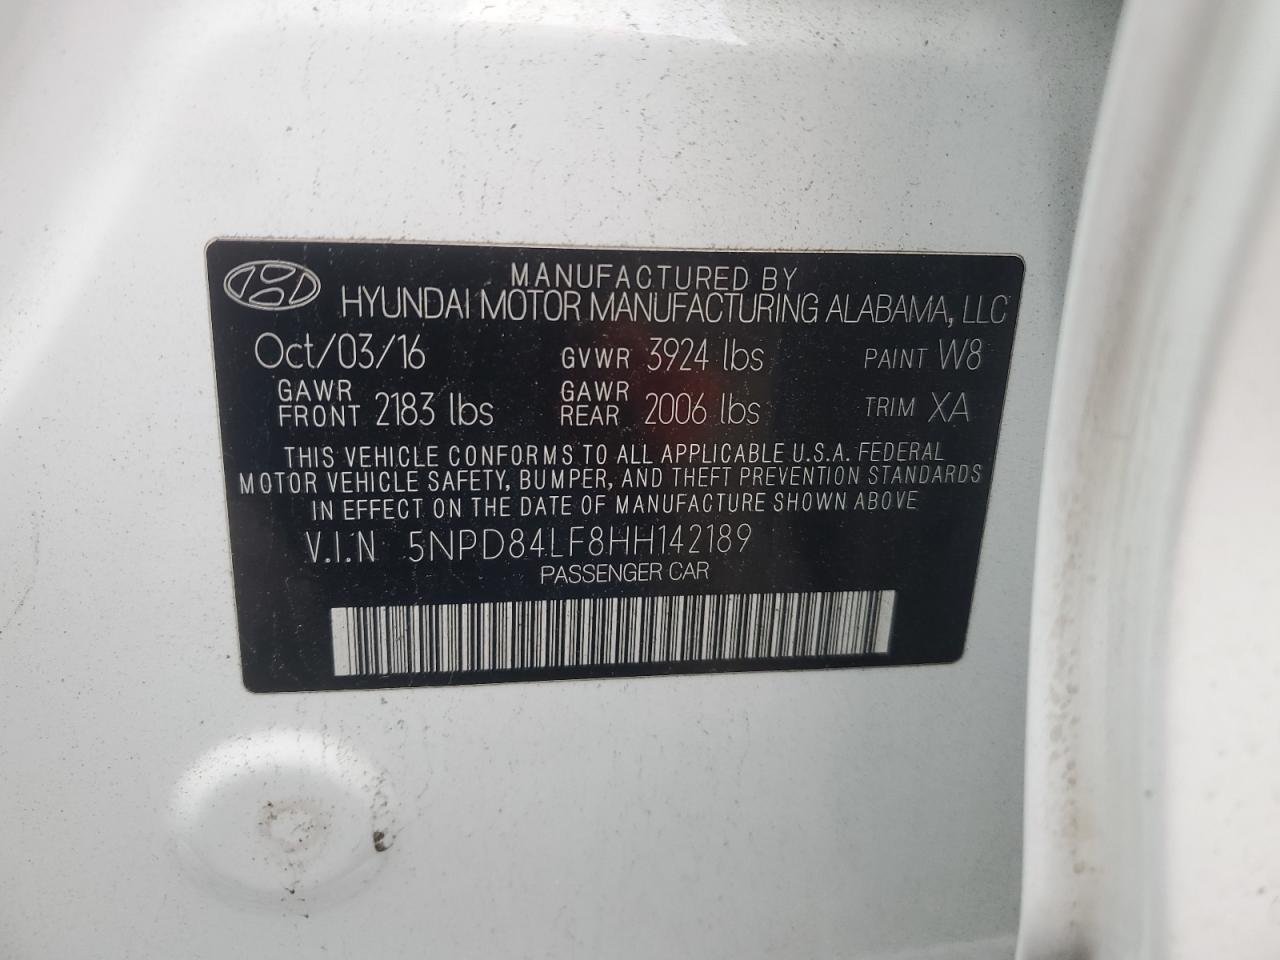 MANUFACTURED BY
HYUNDAI MOTOR MANUFACTURING ALABAMA, LLC
Oct/03/16 GVWR 3924 lbs PAINT W8
GAWR FRONT 2183 lbs GAWR REAR 2006 lbs TRIM XA
THIS VEHICLE CONFORMS TO ALL APPLICABLE U.S.A. FEDERAL
MOTOR VEHICLE SAFETY, BUMPER, AND THEFT PREVENTION STANDARDS
IN EFFECT ON THE DATE OF MANUFACTURE SHOWN ABOVE
V.I.N 5NPD84LF8HH142189
PASSENGER CAR